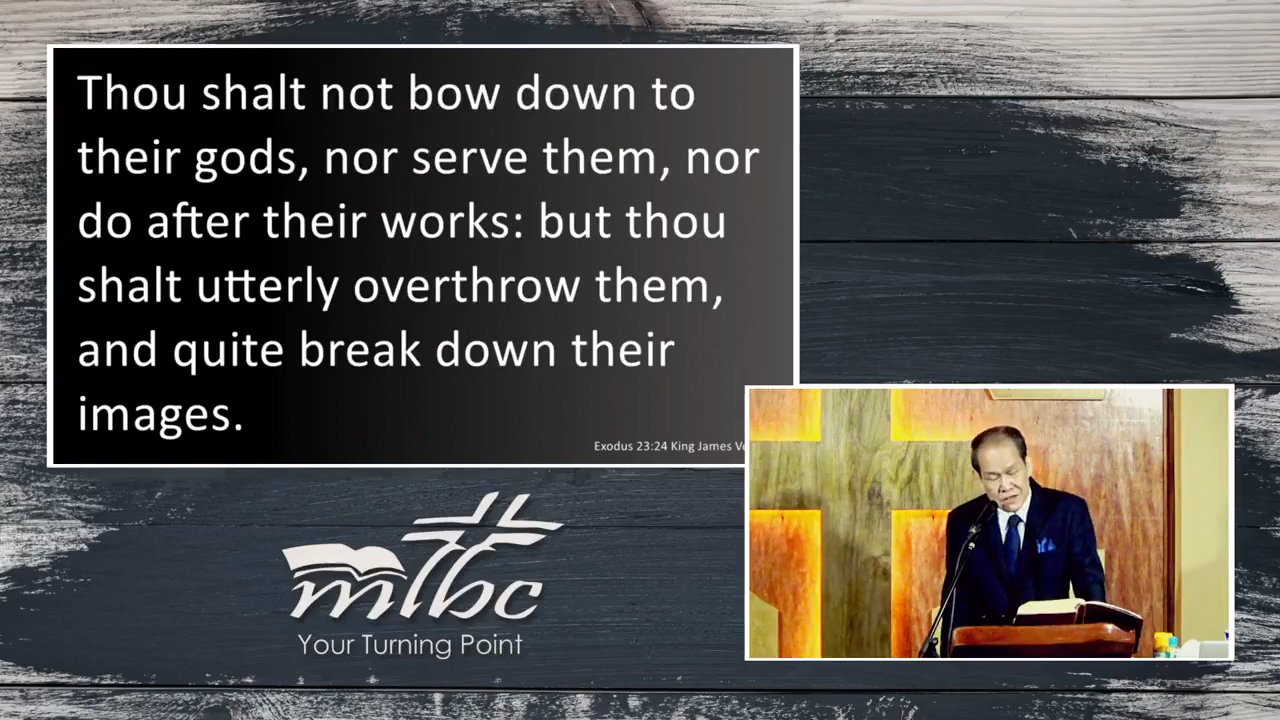 Thou shalt not bow down to
their gods, nor serve them, nor
do after their works: but thou
shalt utterly overthrow them,
and quite break down their
images.
Exodus 23:24 King James
mlbc
Your Turning Point